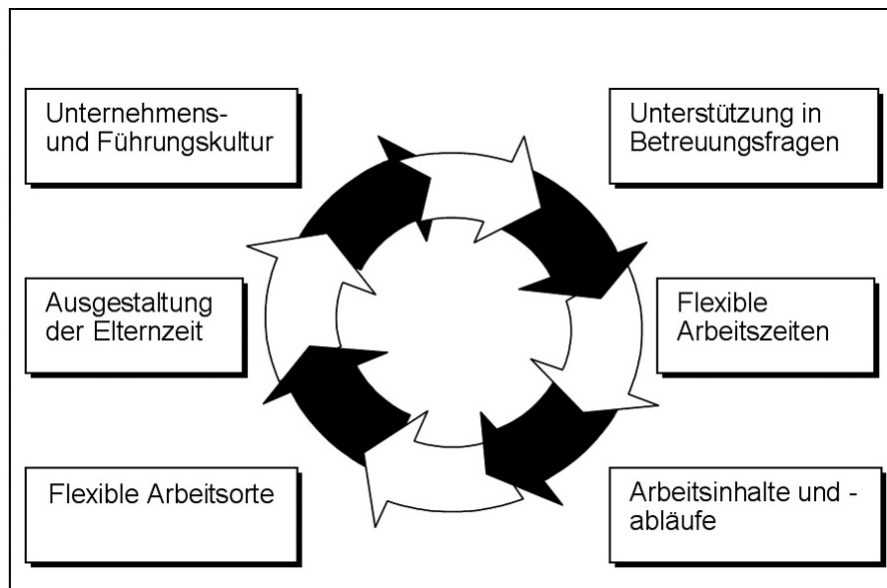 Unternehmens-
und Führungskultur
Unterstützung in
Betreuungsfragen
Ausgestaltung
der Elternzeit
Flexible
Arbeitszeiten
Flexible Arbeitsorte
Arbeitsinhalte und -
abläufe